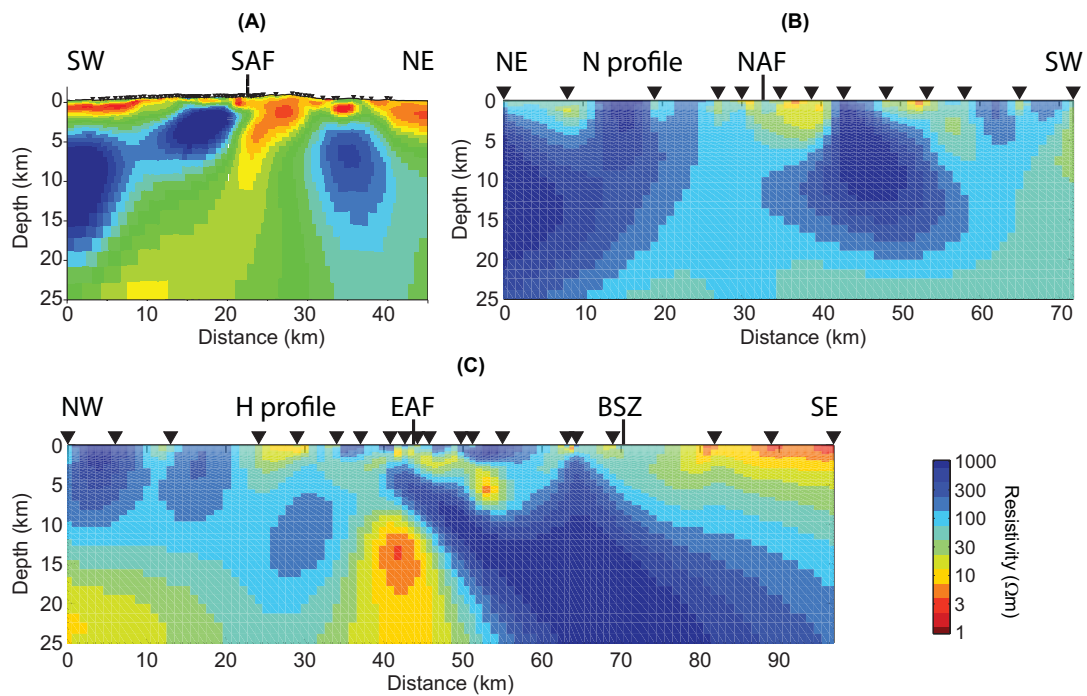 (A)
SW SAF NE
0
5
10
15
20
25
Depth (km)
0 10 20 30 40
Distance (km)
(B)
NE N profile NAF SW
0
5
10
15
20
25
Depth (km)
0 10 20 30 40 50 60 70
Distance (km)
(C)
NW H profile EAF BSZ SE
0
5
10
15
20
25
Depth (km)
0 10 20 30 40 50 60 70 80 90
Distance (km)
1000
300
100
30
10
3
1
Resistivity (Ωm)